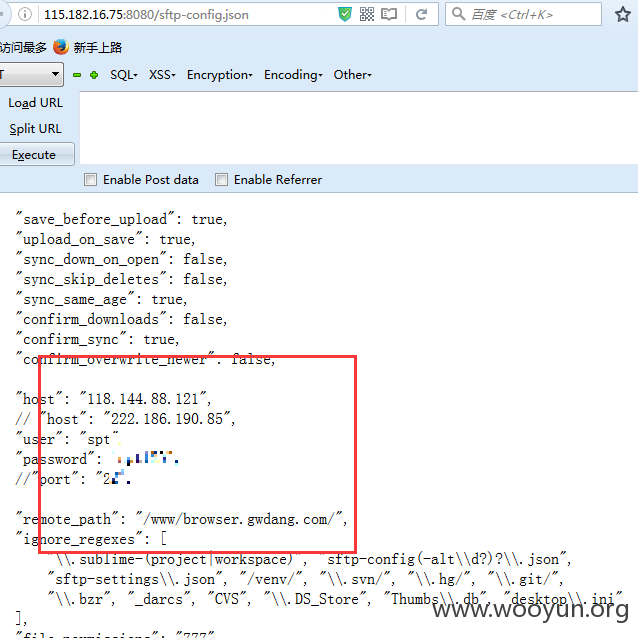 115.182.16.75:8080/sftp-config.json
百度 <Ctrl+K>
访问最多 新手上路
SQL XSS Encryption Encoding Other
Load URL
Split URL
Execute
Enable Post data Enable Referrer
"save_before_upload": true,
"upload_on_save": true,
"sync_down_on_open": false,
"sync_skip_deletes": false,
"sync_same_age": true,
"confirm_downloads": false,
"confirm_sync": true,
"confirm_overwrite_newer": false,
"host": "118.144.88.121",
// "host": "222.186.190.85",
"user": "spt
"password":
//"port": "2
"remote_path": "/www/browser.gwdang.com/",
"ignore_regexes": [
"\\.sublime-(project|workspace)", "sftp-config(-alt\\d?)?\\.json",
"sftp-settings\\.json", "/venv/", "\\.svn/", "\\.hg/", "\\.git/",
"\\.bzr", "_darcs", "CVS", "\\.DS_Store", "Thumbs\\.db", "desktop\\.ini"
],
"file_permissions": "777"
www.wooyun.org